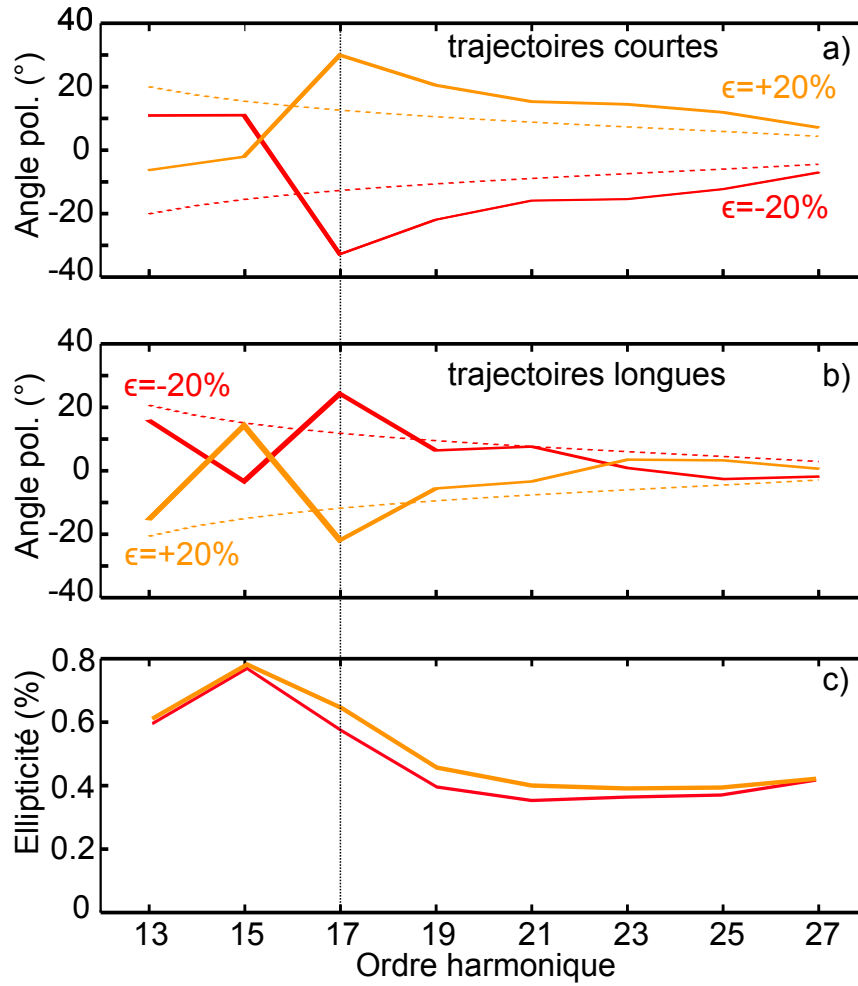 40
20
0
-20
-40
Angle pol. (°)
trajectoires courtes
a)
ϵ=+20%
ϵ=-20%
40
20
0
-20
-40
Angle pol. (°)
ϵ=-20%
trajectoires longues
b)
ϵ=+20%
0.8
0.6
0.4
0.2
0
Ellipticité (%)
c)
13 15 17 19 21 23 25 27
Ordre harmonique